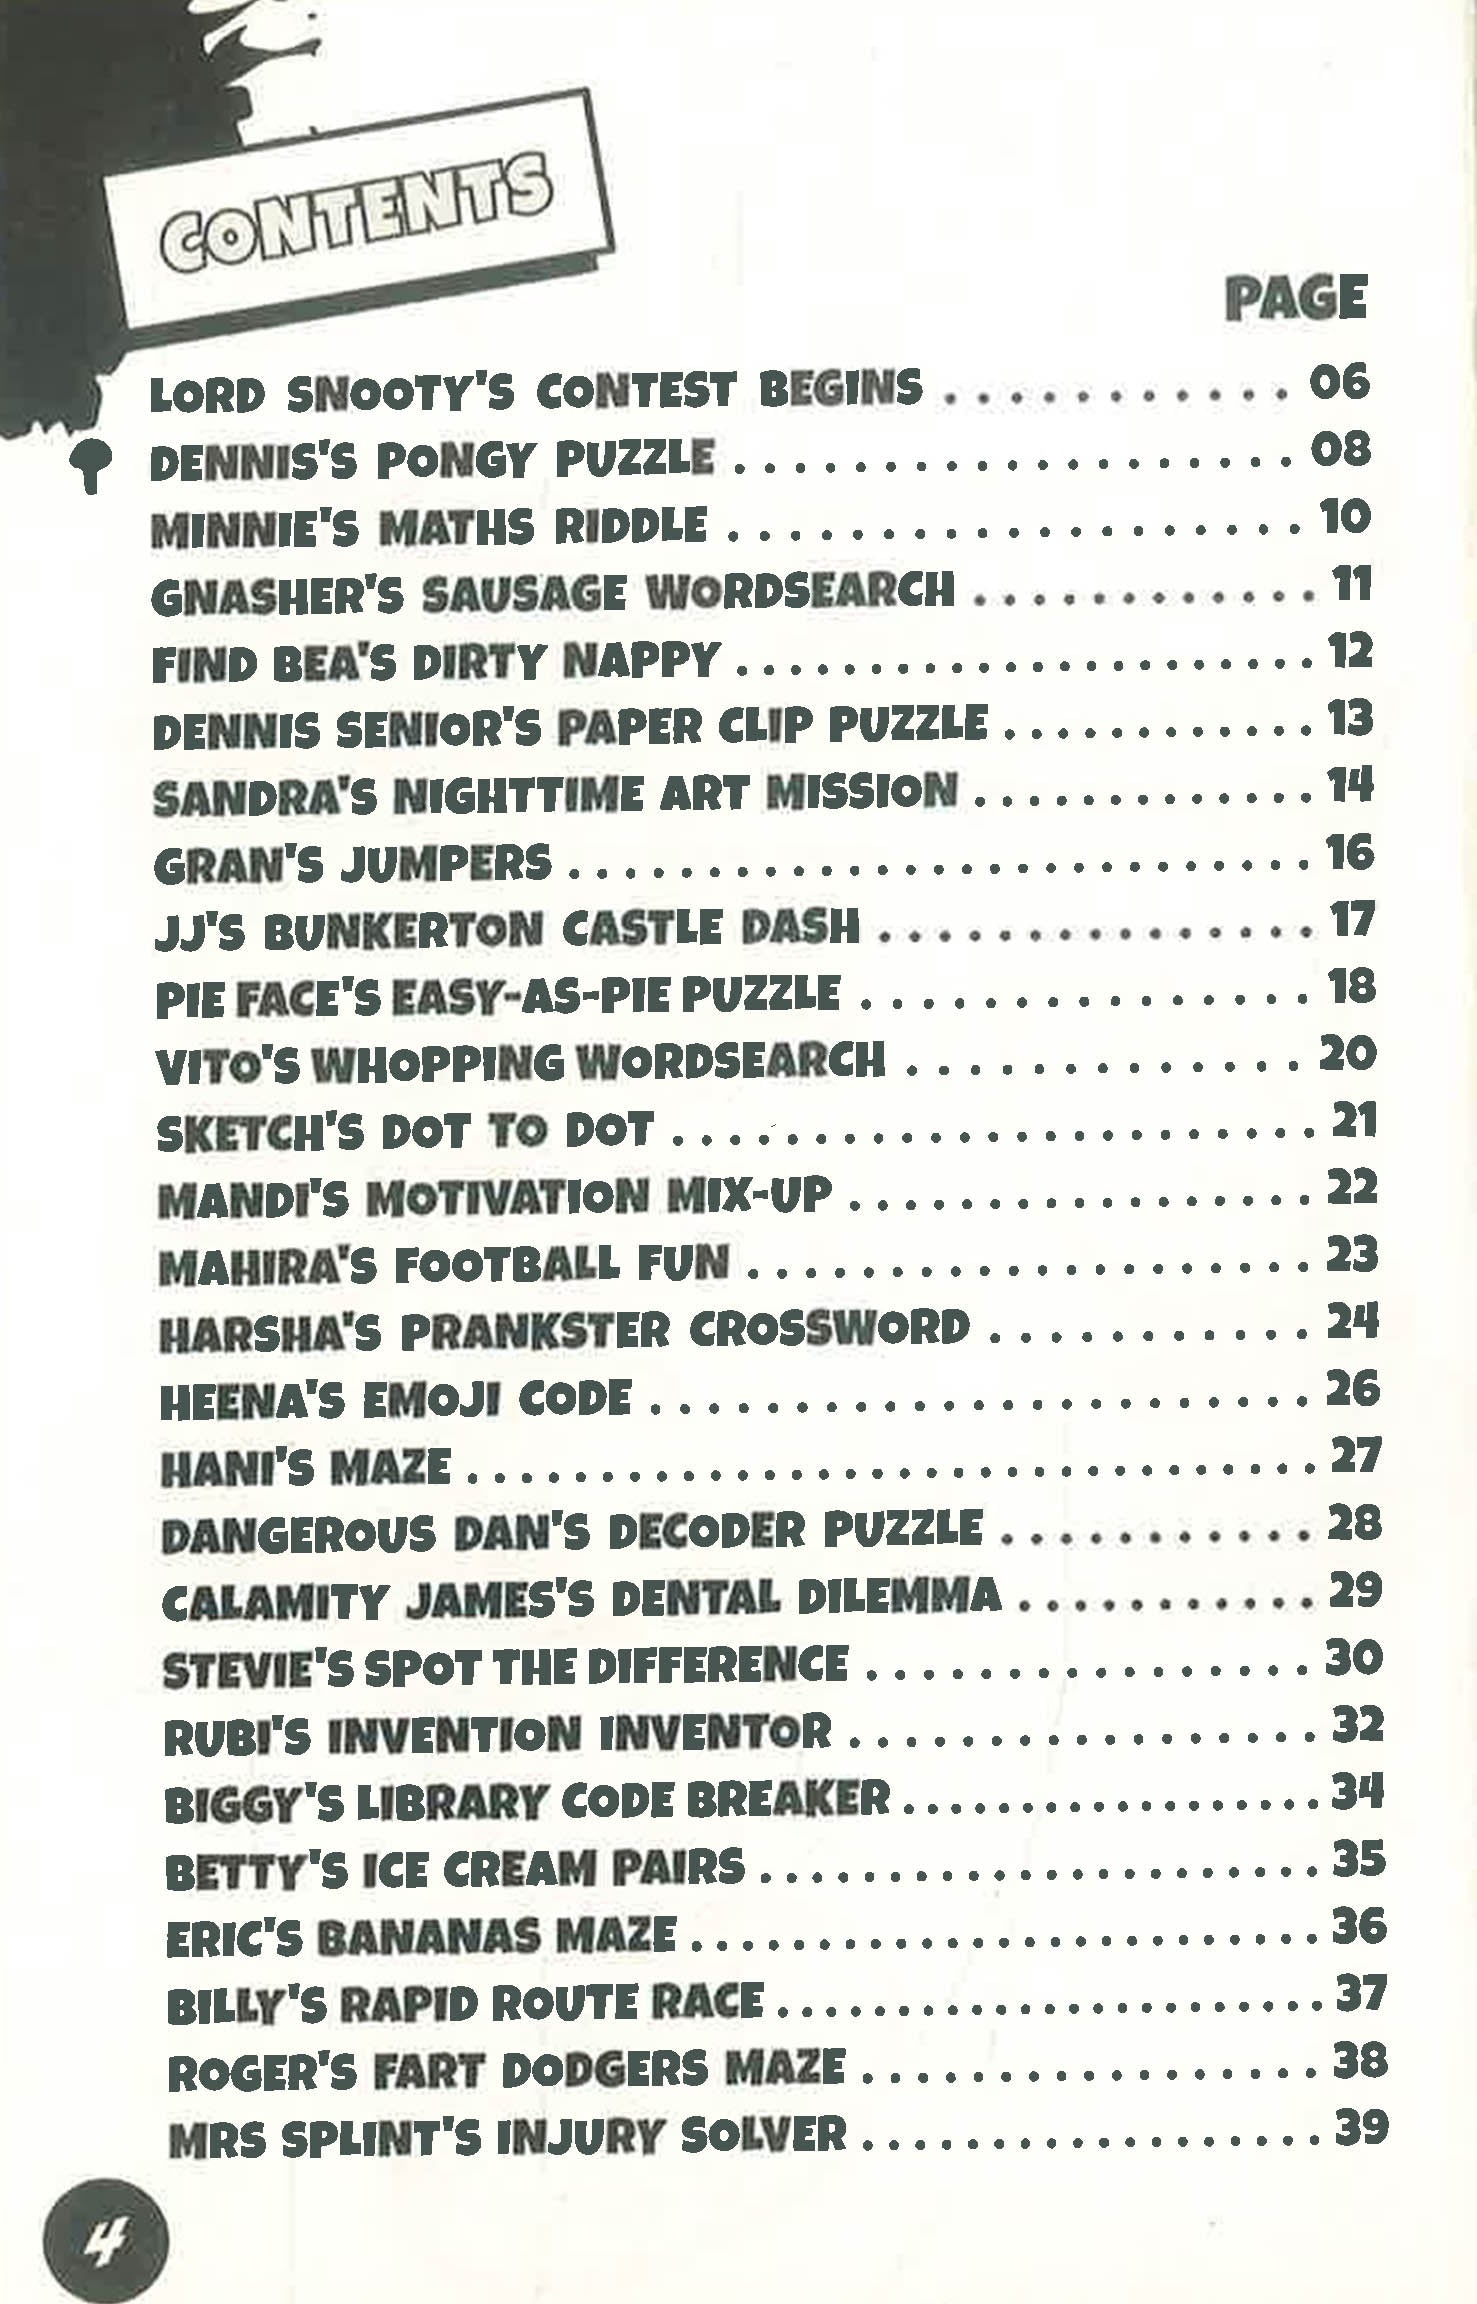 CONTENTS
PAGE
LORD SNOOTY'S CONTEST BEGINS . . . . . . . . . . . 06
DENNIS'S PONGY PUZZLE . . . . . . . . . . . . . . . . . . . 08
MINNIE'S MATHS RIDDLE . . . . . . . . . . . . . . . . . . . 10
GNASHER'S SAUSAGE WORDSEARCH . . . . . . . . . . . . 11
FIND BEA'S DIRTY NAPPY . . . . . . . . . . . . . . . . . . . . . . 12
DENNIS SENIOR'S PAPER CLIP PUZZLE . . . . . . . . . . . . 13
SANDRA'S NIGHTTIME ART MISSION . . . . . . . . . . . . . 14
GRAN'S JUMPERS . . . . . . . . . . . . . . . . . . . . . . . . . . . 16
JJ'S BUNKERTON CASTLE DASH . . . . . . . . . . . . . . . 17
PIE FACE'S EASY-AS-PIE PUZZLE . . . . . . . . . . . . . . . 18
VITO'S WHOPPING WORDSEARCH . . . . . . . . . . . . . 20
SKETCH'S DOT TO DOT . . . . . . . . . . . . . . . . . . . . . . . 21
MANDI'S MOTIVATION MIX-UP . . . . . . . . . . . . . . . . . 22
MAHIRA'S FOOTBALL FUN . . . . . . . . . . . . . . . . . . . . 23
HARSHA'S PRANKSTER CROSSWORD . . . . . . . . . . . 24
HEENA'S EMOJI CODE . . . . . . . . . . . . . . . . . . . . . . . 26
HANI'S MAZE . . . . . . . . . . . . . . . . . . . . . . . . . . . . . . . . 27
DANGEROUS DAN'S DECODER PUZZLE . . . . . . . . . . . 28
CALAMITY JAMES'S DENTAL DILEMMA . . . . . . . . . . . 29
STEVIE'S SPOT THE DIFFERENCE . . . . . . . . . . . . . . . . 30
RUBI'S INVENTION INVENTOR . . . . . . . . . . . . . . . . . 32
BIGGY'S LIBRARY CODE BREAKER . . . . . . . . . . . . . . . . . . 34
BETTY'S ICE CREAM PAIRS . . . . . . . . . . . . . . . . . . . . . . 35
ERIC'S BANANAS MAZE . . . . . . . . . . . . . . . . . . . . . . . . . 36
BILLY'S RAPID ROUTE RACE . . . . . . . . . . . . . . . . . . . . . . . 37
ROGER'S FART DODGERS MAZE . . . . . . . . . . . . . . . . . 38
MRS SPLINT'S INJURY SOLVER . . . . . . . . . . . . . . . . . . 39
4